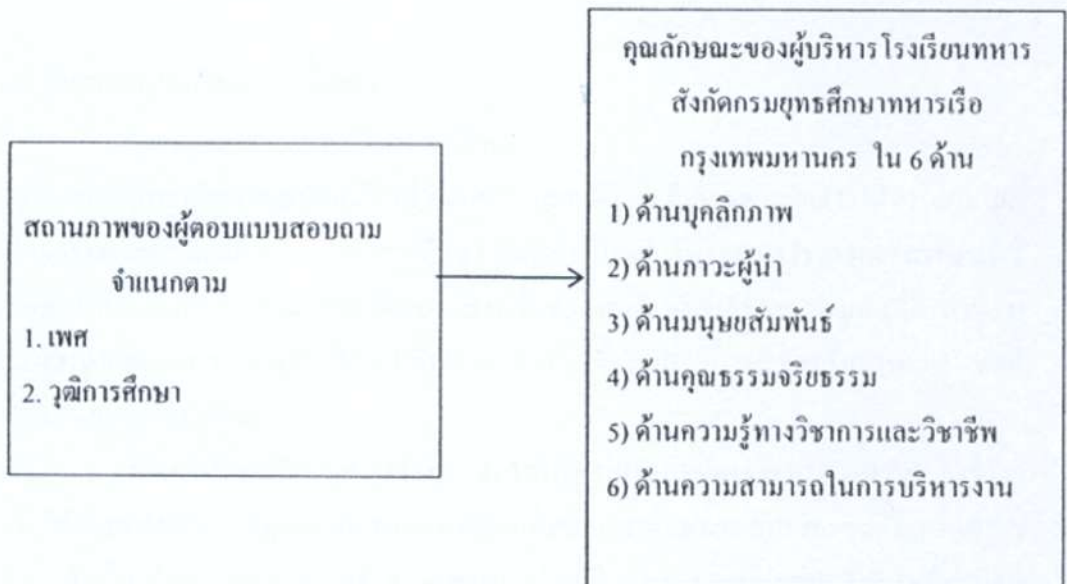 สถานภาพของผู้ตอบแบบสอบถาม
จำแนกตาม
1. เพศ
2. วุฒิการศึกษา
คุณลักษณะของผู้บริหารโรงเรียนทหาร
สังกัดกรมยุทธศึกษาทหารเรือ
กรุงเทพมหานคร ใน 6 ด้าน
1) ด้านบุคลิกภาพ
2) ด้านภาวะผู้นำ
3) ด้านมนุษยสัมพันธ์
4) ด้านคุณธรรมจริยธรรม
5) ด้านความรู้ทางวิชาการและวิชาชีพ
6) ด้านความสามารถในการบริหารงาน